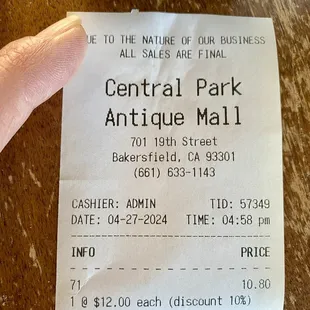 UE TO THE NATURE OF OUR BUSINESS
ALL SALES ARE FINAL
Central Park
Antique Mall
701 19th Street
Bakersfield, CA 93301
(661) 633-1143
CASHIER: ADMIN TID: 57349
DATE: 04-27-2024 TIME: 04:58 pm
INFO PRICE
71 10.80
1 @ $12.00 each (discount 10%)